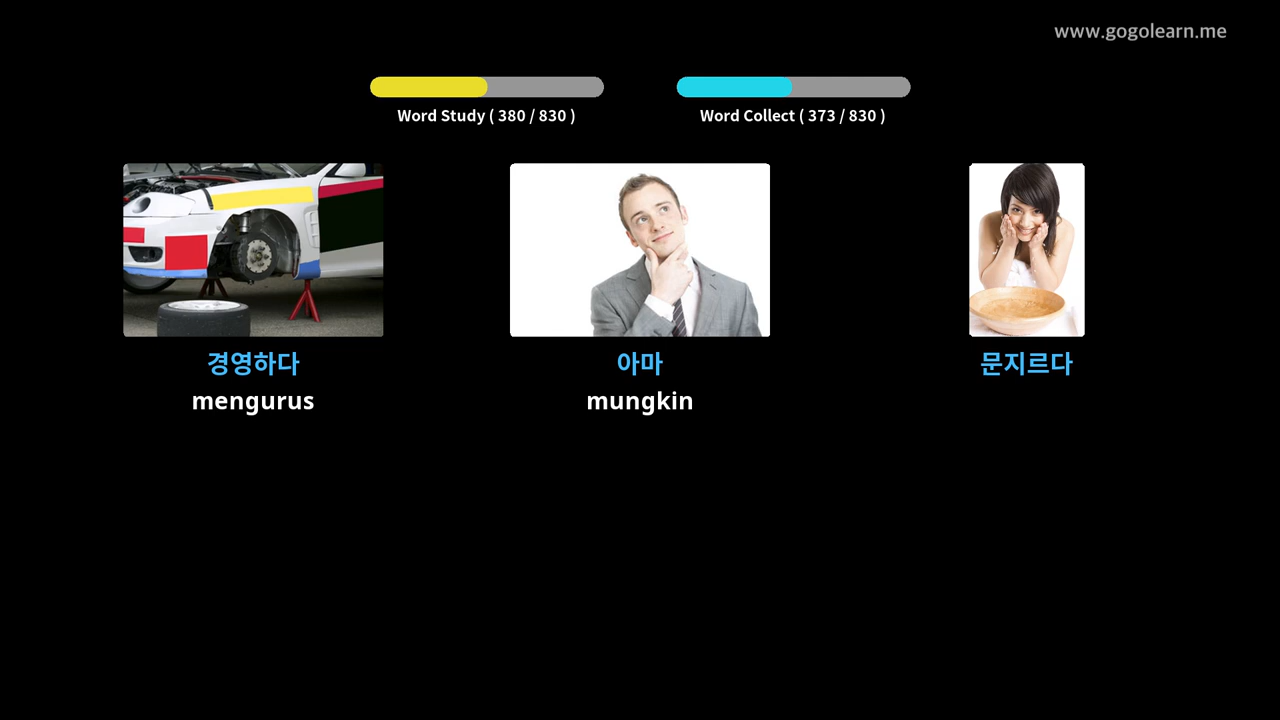 www.gogolearn.me
Word Study ( 380 / 830 )
Word Collect ( 373 / 830 )
경영하다
mengurus
아마
mungkin
문지르다